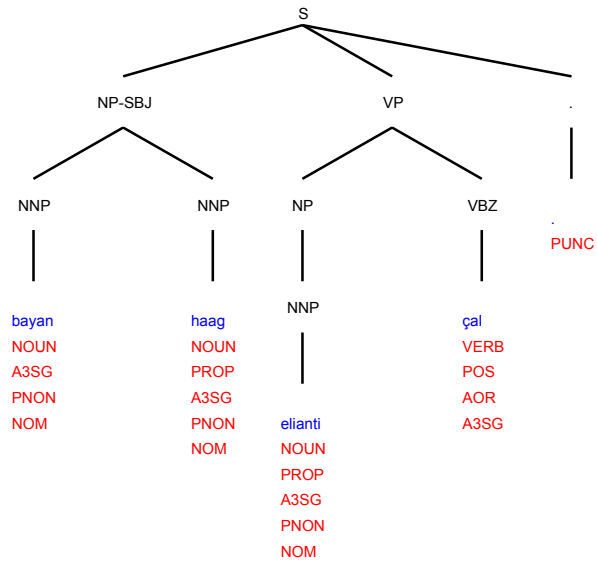 S
NP-SBJ VP .
NNP NNP NP VBZ .
PUNC
NNP
bayan haag çal
NOUN NOUN VERB
A3SG PROP POS
PNON A3SG AOR
NOM PNON elianti A3SG
NOM NOUN
PROP
A3SG
PNON
NOM